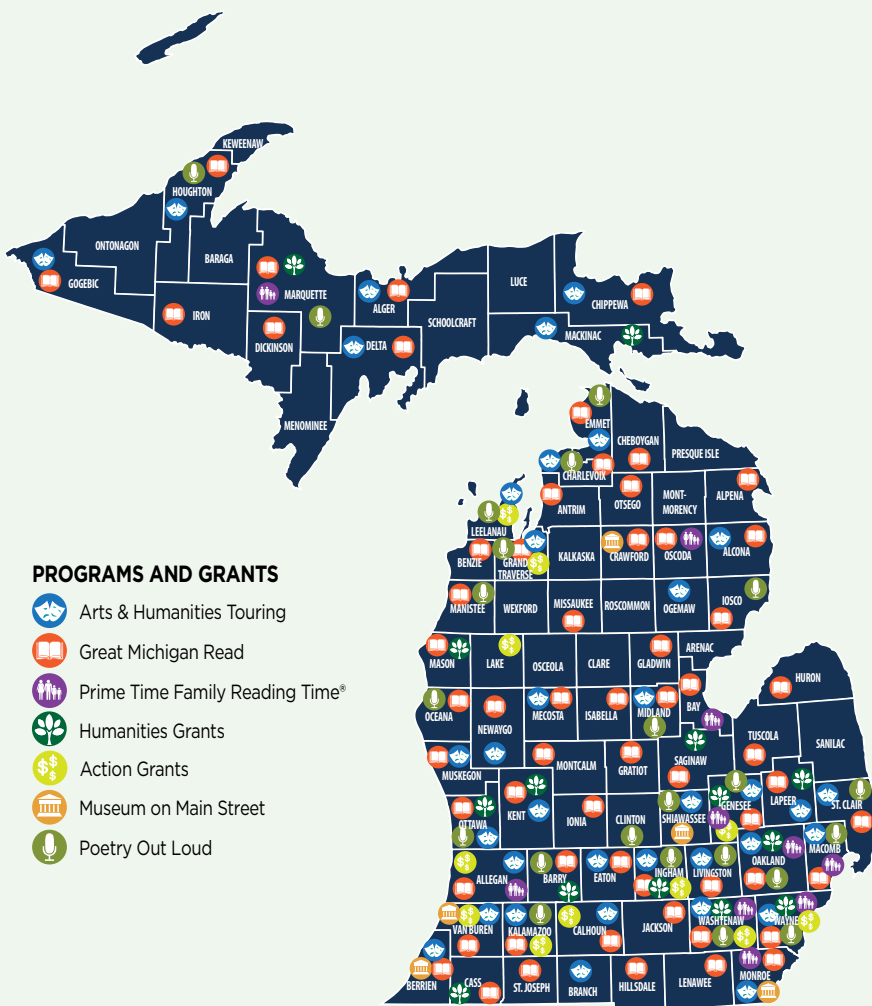 KEWEENAW
HOUGHTON
ONTONAGON
BARAGA
GOGEBIC
MARQUETTE
IRON
ALGER
LUCE
CHIPPEWA
SCHOOLCRAFT
MACKINAC
DICKINSON
DELTA
MENOMINEE
EMMET
CHEBOYGAN
PRESQUE ISLE
CHARLEVOIX
ANTRIM
OTSEGO
MONT-
MORENCY
ALPENA
LEELANAU
BENZIE
GRAND
TRAVERSE
KALKASKA
CRAWFORD
OSCODA
ALCONA
MANISTEE
WEXFORD
MISSAUKEE
ROSCOMMON
OGEMAW
IOSCO
MASON
LAKE
OSCEOLA
CLARE
GLADWIN
ARENAC
HURON
OCEANA
NEWAYGO
MECOSTA
ISABELLA
MIDLAND
BAY
TUSCOLA
SANILAC
MUSKEGON
MONTCALM
GRATIOT
SAGINAW
OTTAWA
KENT
IONIA
CLINTON
SHIAWASSEE
GENESEE
LAPEER
ST. CLAIR
ALLEGAN
BARRY
EATON
INGHAM
LIVINGSTON
OAKLAND
MACOMB
VAN BUREN
KALAMAZOO
CALHOUN
JACKSON
WASHTENAW
WAYNE
BERRIEN
CASS
ST. JOSEPH
BRANCH
HILLSDALE
LENAWEE
MONROE
PROGRAMS AND GRANTS
Arts & Humanities Touring
Great Michigan Read
Prime Time Family Reading Time®
Humanities Grants
Action Grants
Museum on Main Street
Poetry Out Loud